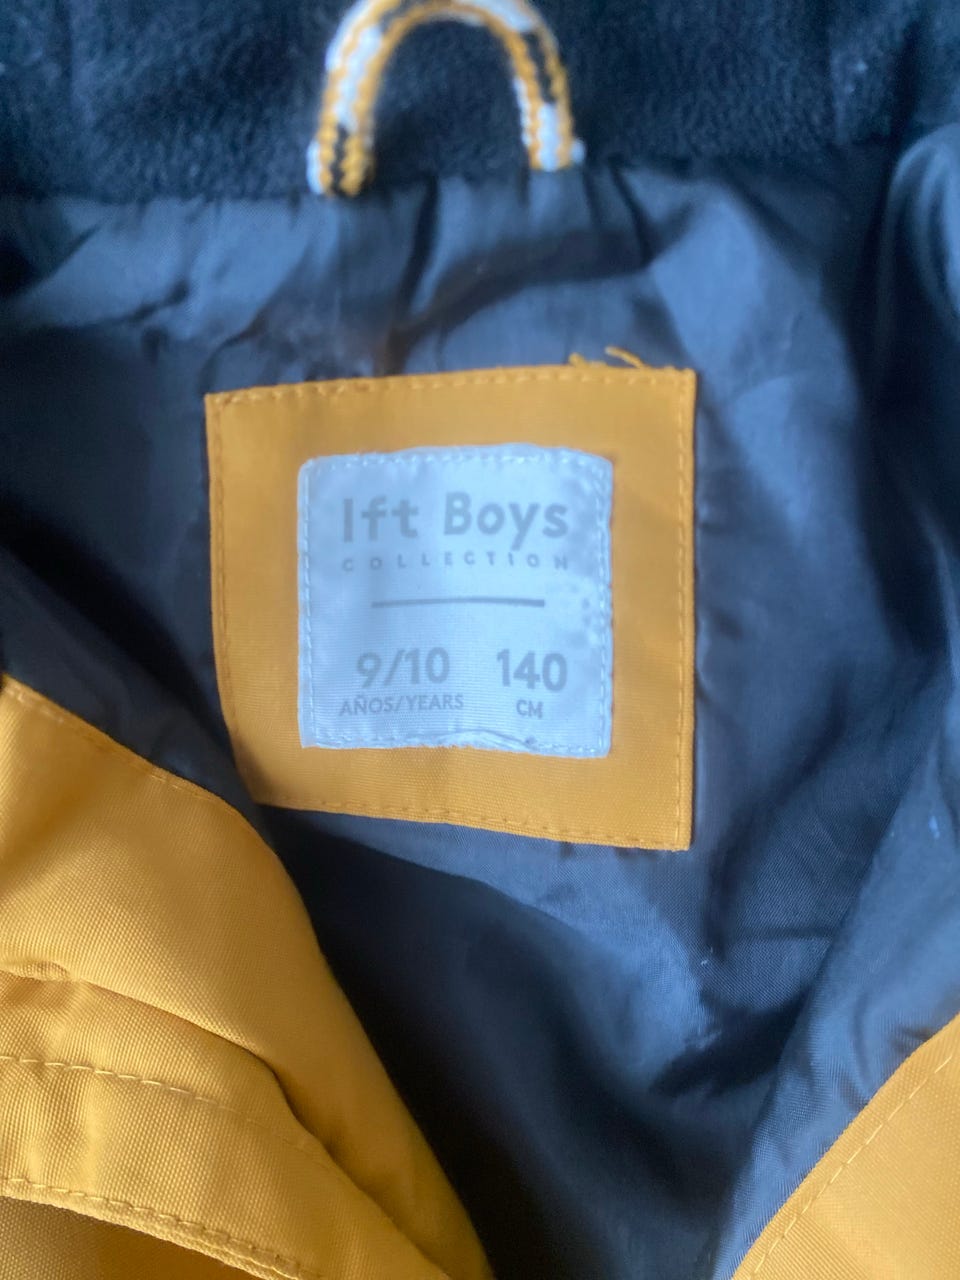 lft Boys
COLLECTION
9/10 140
AÑOS/YEARS CM